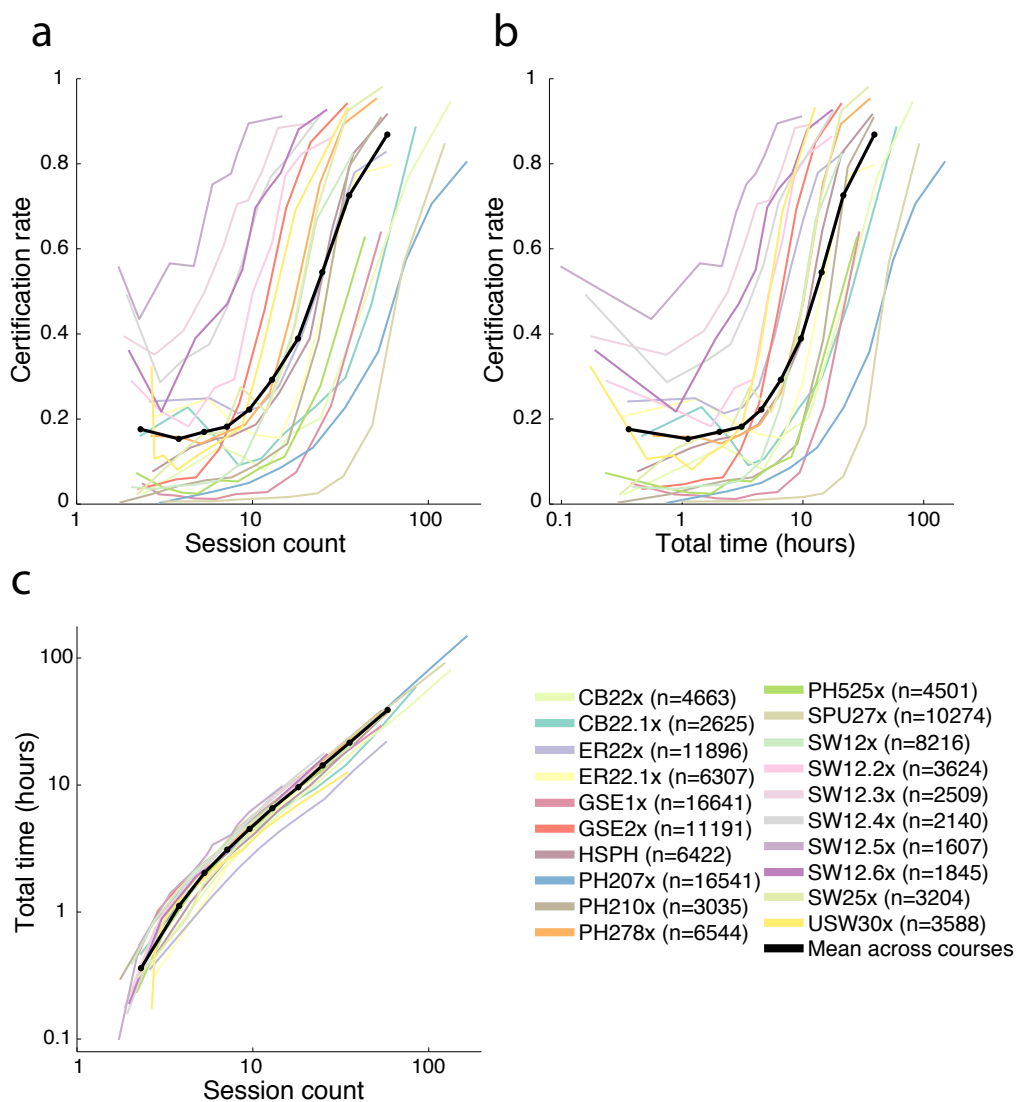 a
b
1
0.8
0.6
0.4
0.2
0
1
10
100
Certification rate
Session count
1
0.8
0.6
0.4
0.2
0
0.1
1
10
100
Certification rate
Total time (hours)
c
100
10
1
0.1
1
10
100
Total time (hours)
Session count
CB22x (n=4663)
CB22.1x (n=2625)
ER22x (n=11896)
ER22.1x (n=6307)
GSE1x (n=16641)
GSE2x (n=11191)
HSPH (n=6422)
PH207x (n=16541)
PH210x (n=3035)
PH278x (n=6544)
PH525x (n=4501)
SPU27x (n=10274)
SW12x (n=8216)
SW12.2x (n=3624)
SW12.3x (n=2509)
SW12.4x (n=2140)
SW12.5x (n=1607)
SW12.6x (n=1845)
SW25x (n=3204)
USW30x (n=3588)
Mean across courses